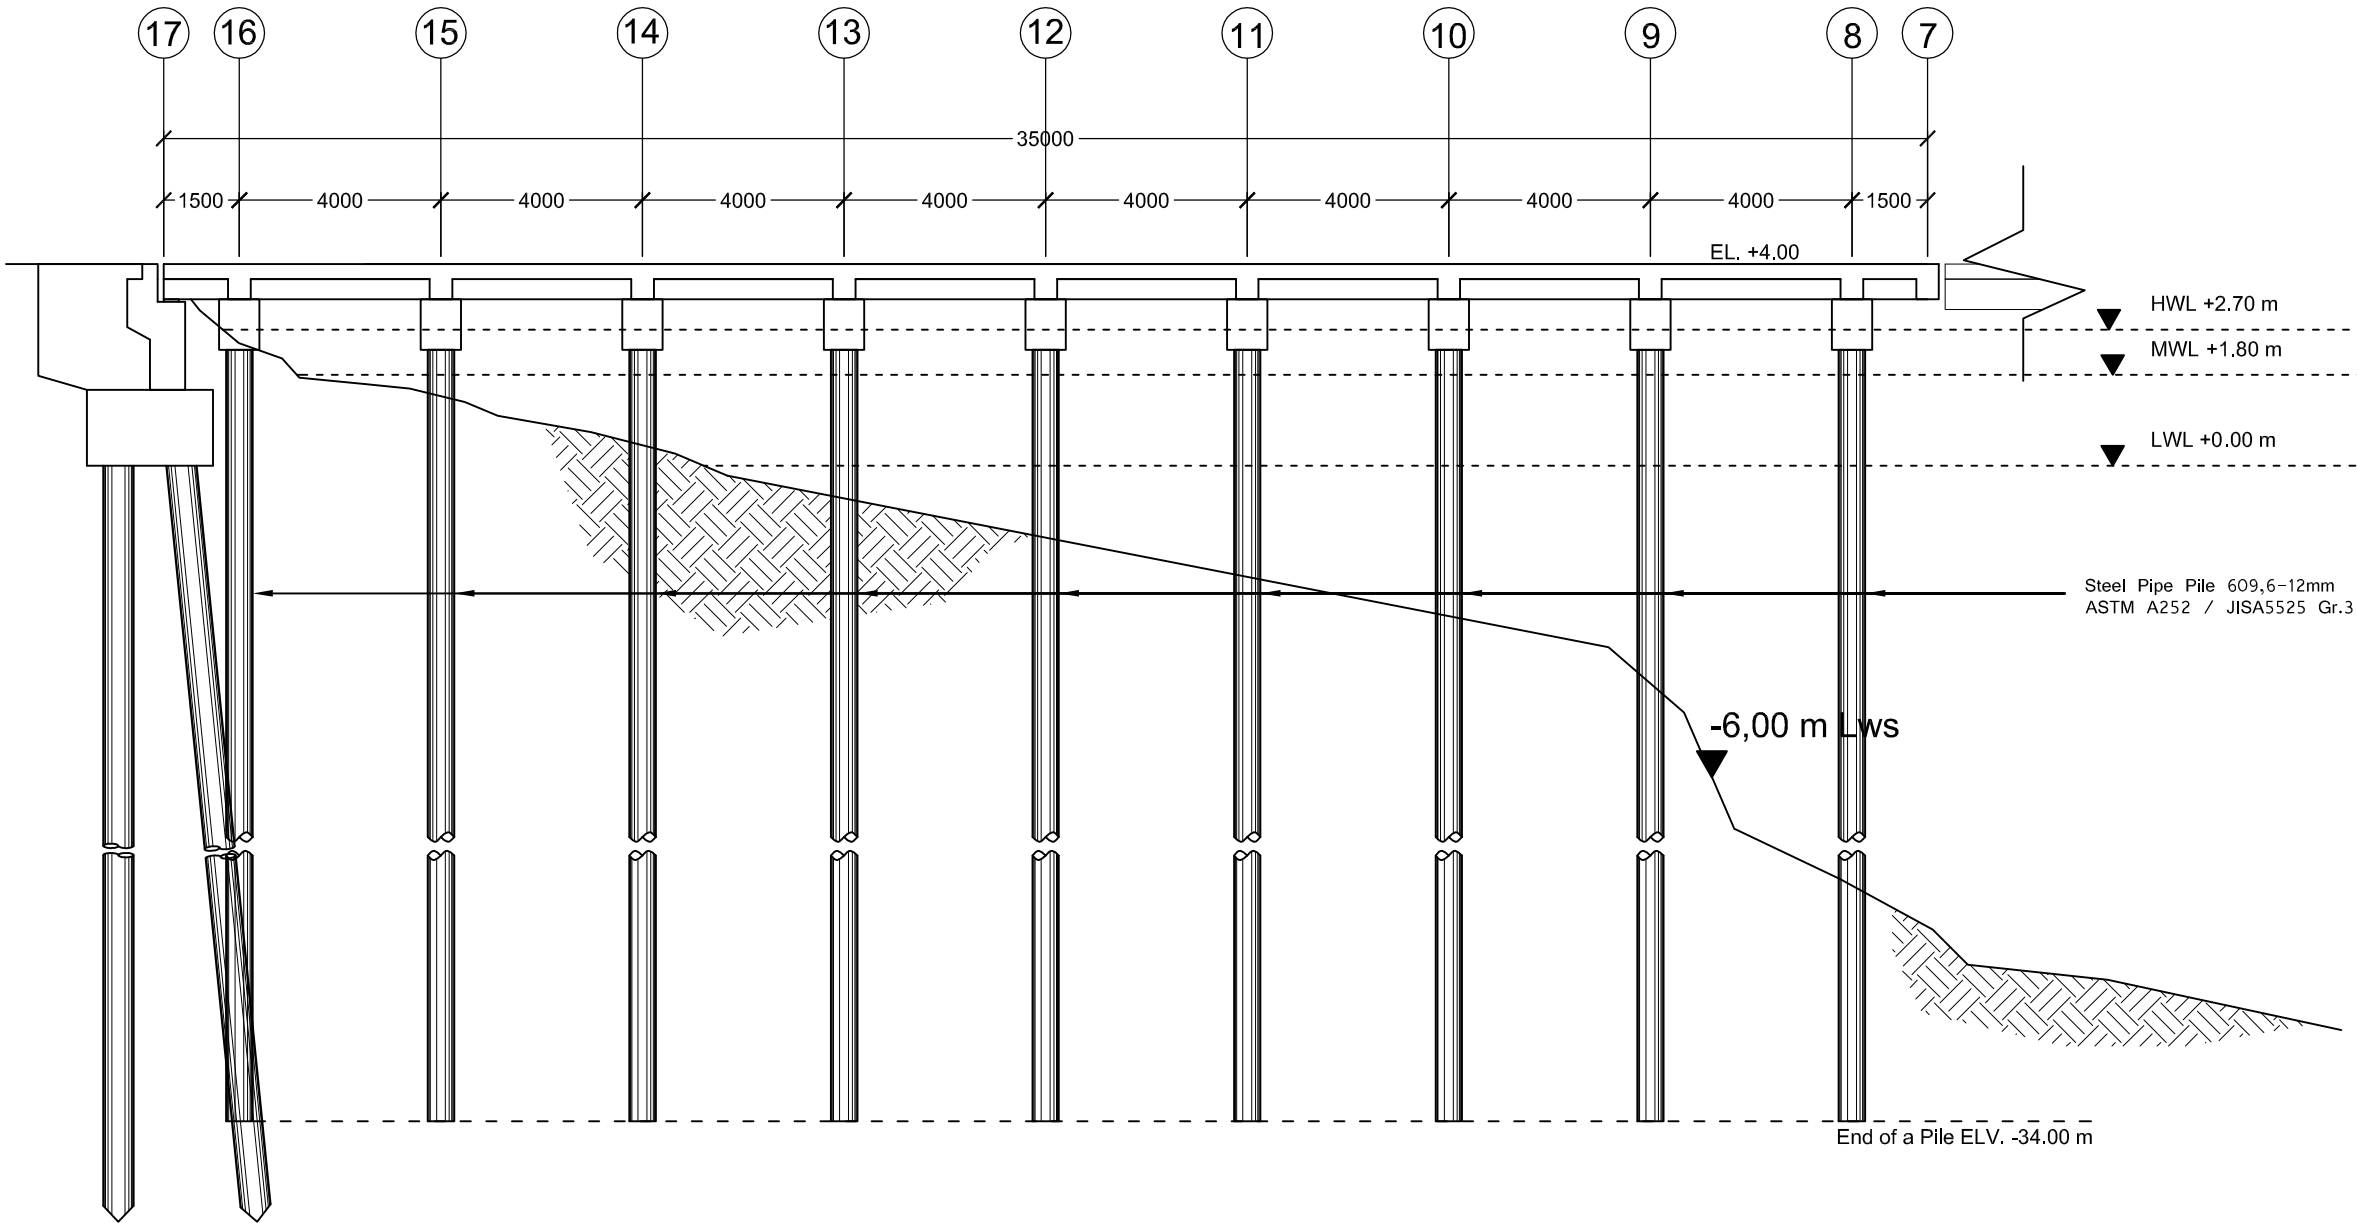 17 16 15 14 13 12 11 10 9 8 7
35000
1500 4000 4000 4000 4000 4000 4000 4000 4000 1500
EL. +4.00
HWL +2.70 m
MWL +1.80 m
LWL +0.00 m
Steel Pipe Pile 609,6-12mm
ASTM A252 / JISA5525 Gr.3
-6,00 m Lws
End of a Pile ELV. -34.00 m